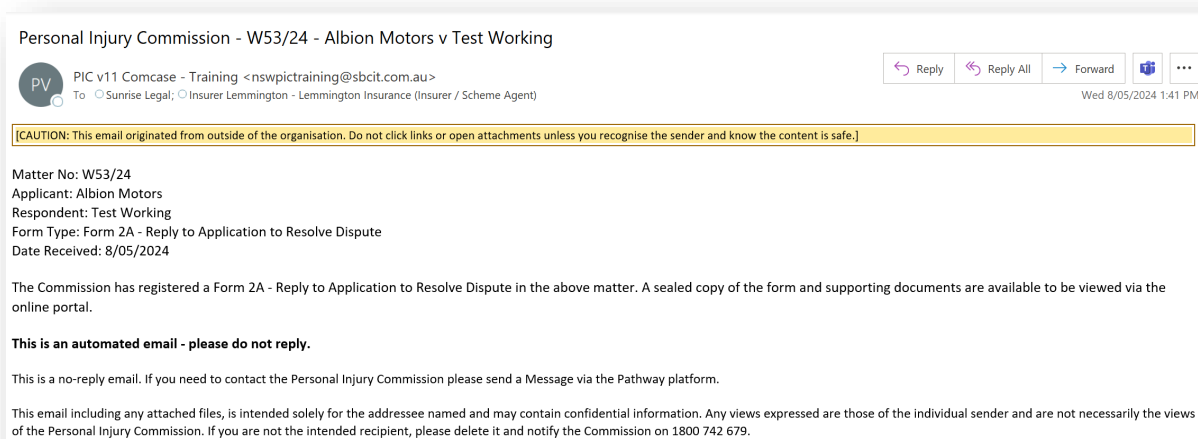 Personal Injury Commission - W53/24 - Albion Motors v Test Working
PV
PIC v11 Comcase - Training <nswpictraining@sbcit.com.au>
To Sunrise Legal; Insurer Lemmington - Lemmington Insurance (Insurer / Scheme Agent)
Reply
Reply All
Forward
Wed 8/05/2024 1:41 PM
[CAUTION: This email originated from outside of the organisation. Do not click links or open attachments unless you recognise the sender and know the content is safe.]
Matter No: W53/24
Applicant: Albion Motors
Respondent: Test Working
Form Type: Form 2A - Reply to Application to Resolve Dispute
Date Received: 8/05/2024
The Commission has registered a Form 2A - Reply to Application to Resolve Dispute in the above matter. A sealed copy of the form and supporting documents are available to be viewed via the
online portal.
This is an automated email - please do not reply.
This is a no-reply email. If you need to contact the Personal Injury Commission please send a Message via the Pathway platform.
This email including any attached files, is intended solely for the addressee named and may contain confidential information. Any views expressed are those of the individual sender and are not necessarily the views
of the Personal Injury Commission. If you are not the intended recipient, please delete it and notify the Commission on 1800 742 679.